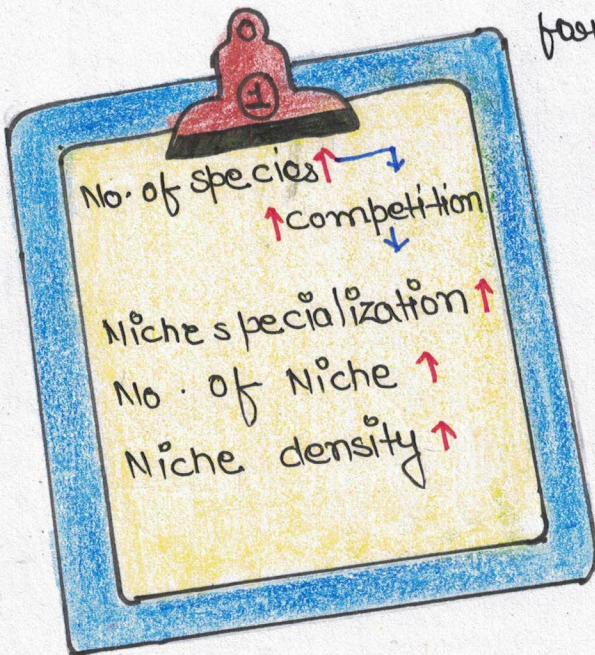 ①
No. of species↑→↓
↑competition
↓
Niche specialization↑
No. of Niche ↑
Niche density↑